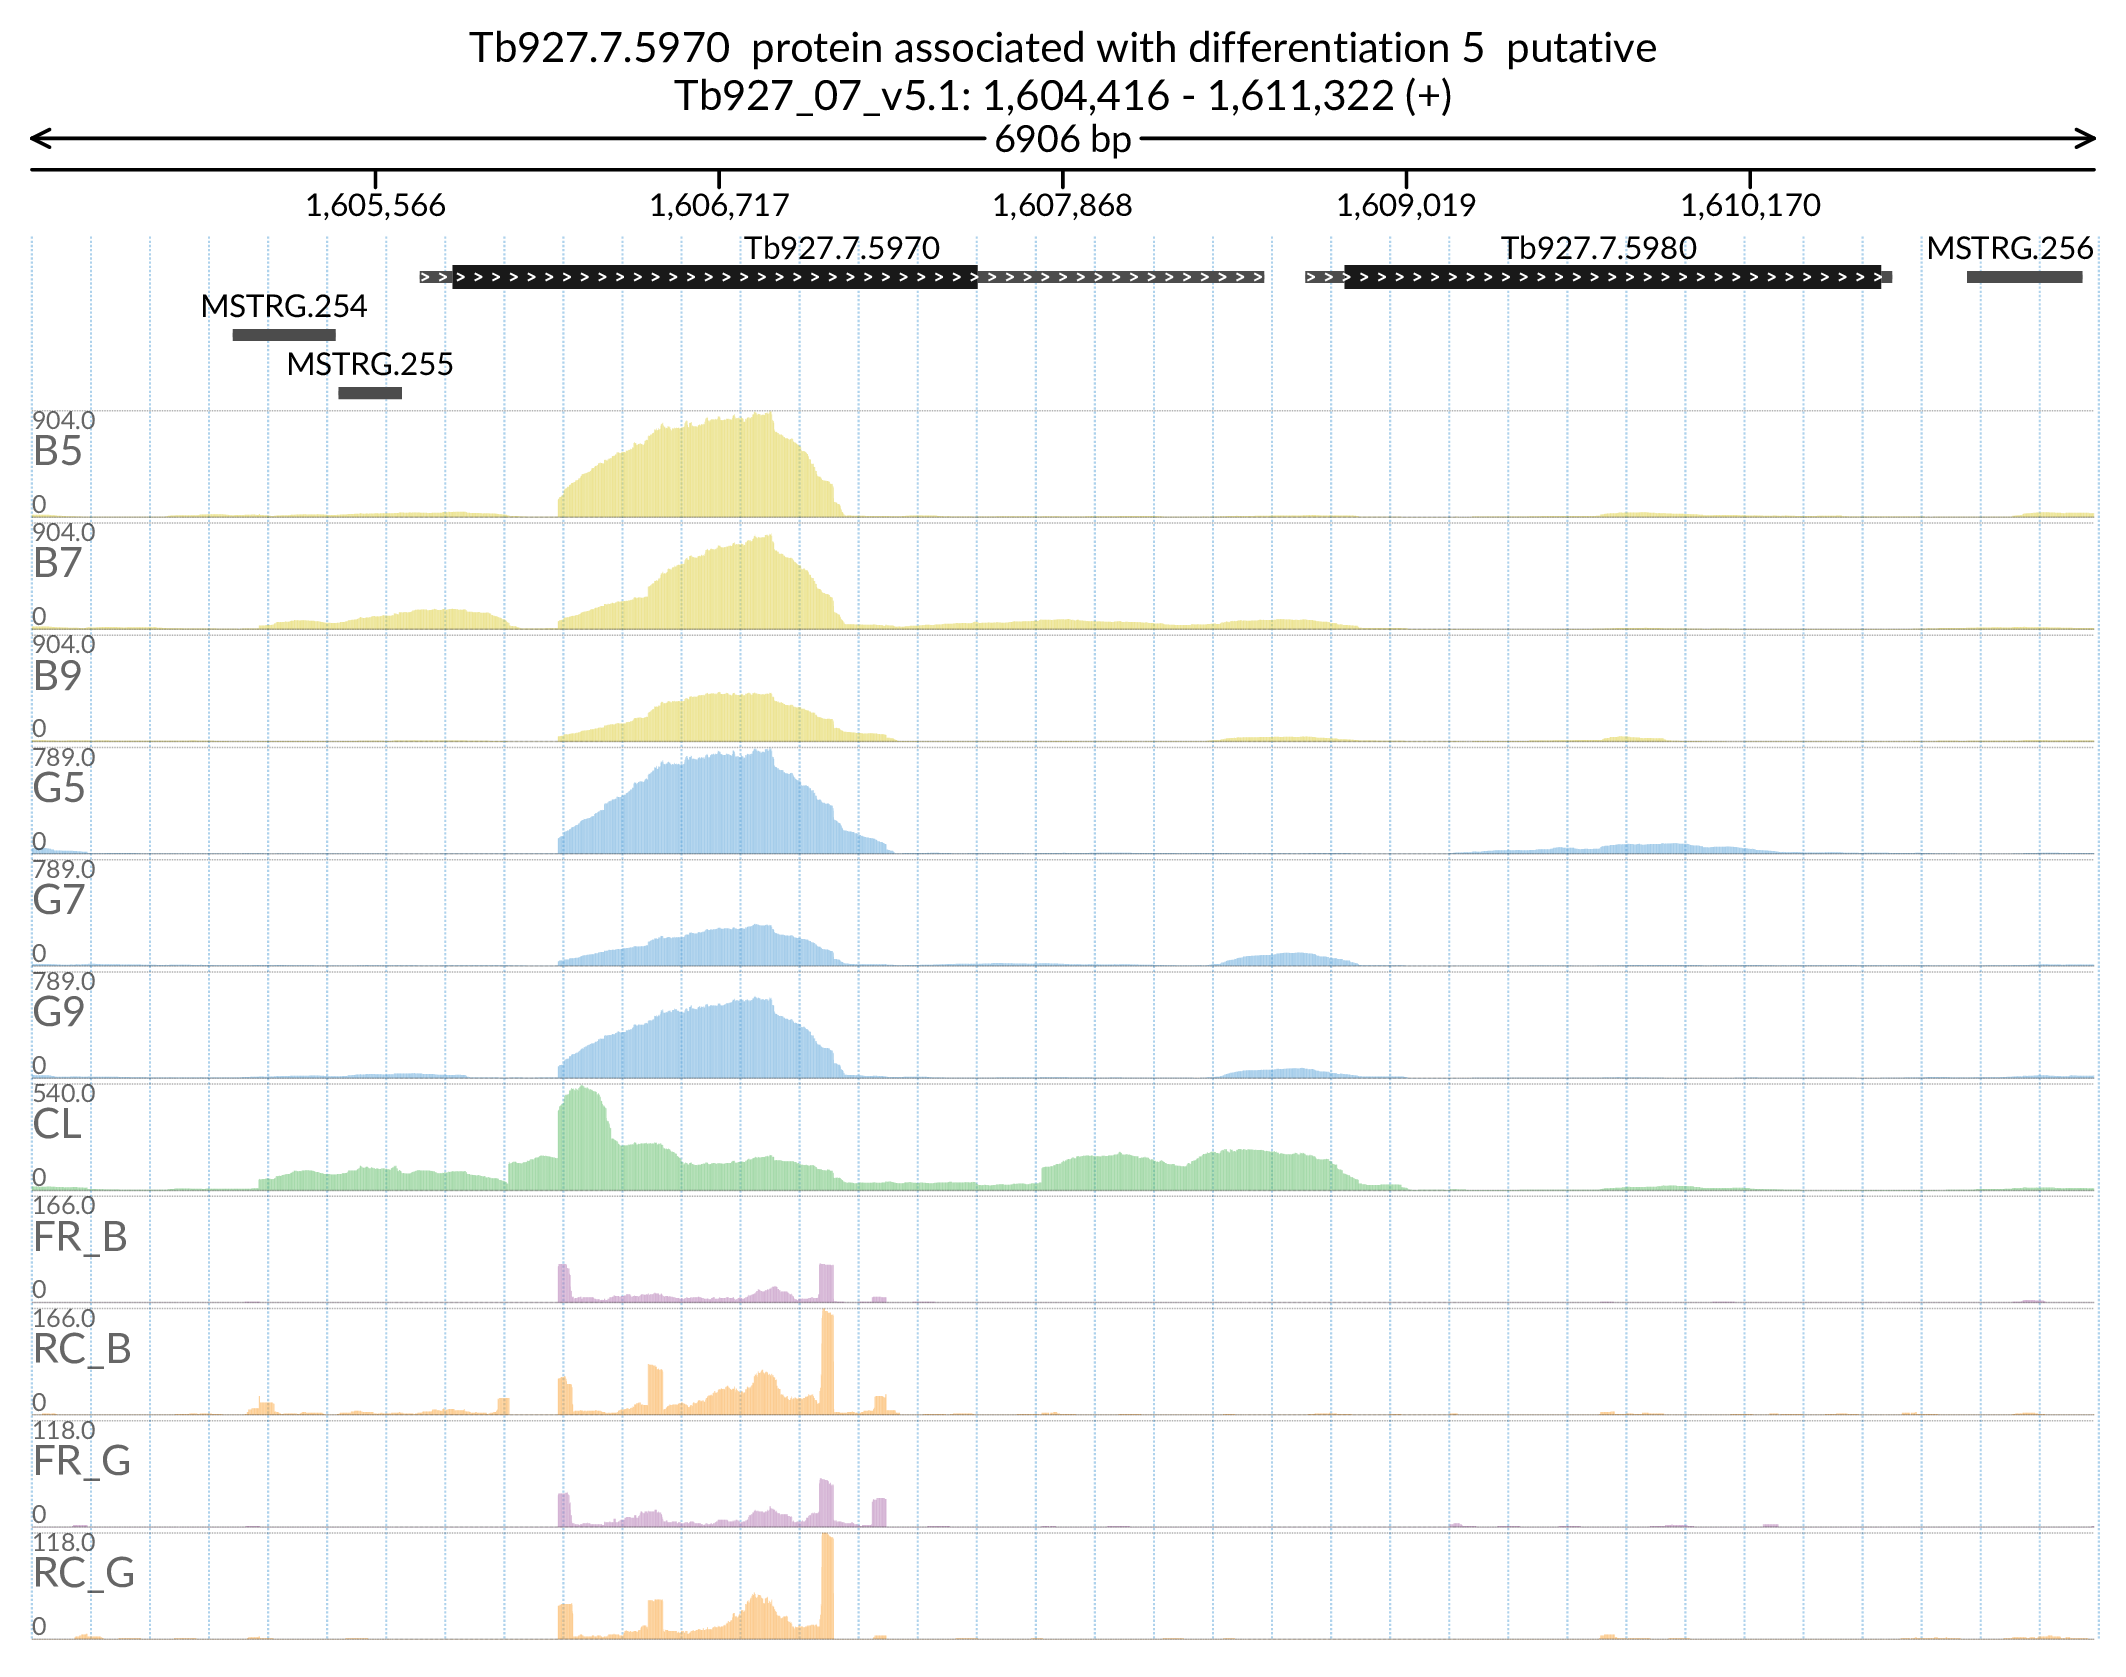 Tb927.7.5970  protein associated with differentiation 5  putative
Tb927_07_v5.1: 1,604,416 - 1,611,322 (+)
6906 bp
1,605,566 1,606,717 1,607,868 1,609,019 1,610,170
Tb927.7.5970 Tb927.7.5980 MSTRG.256
MSTRG.254
MSTRG.255
904.0
B5
0
904.0
B7
0
904.0
B9
0
789.0
G5
0
789.0
G7
0
789.0
G9
0
540.0
CL
0
166.0
FR_B
0
166.0
RC_B
0
118.0
FR_G
0
118.0
RC_G
0